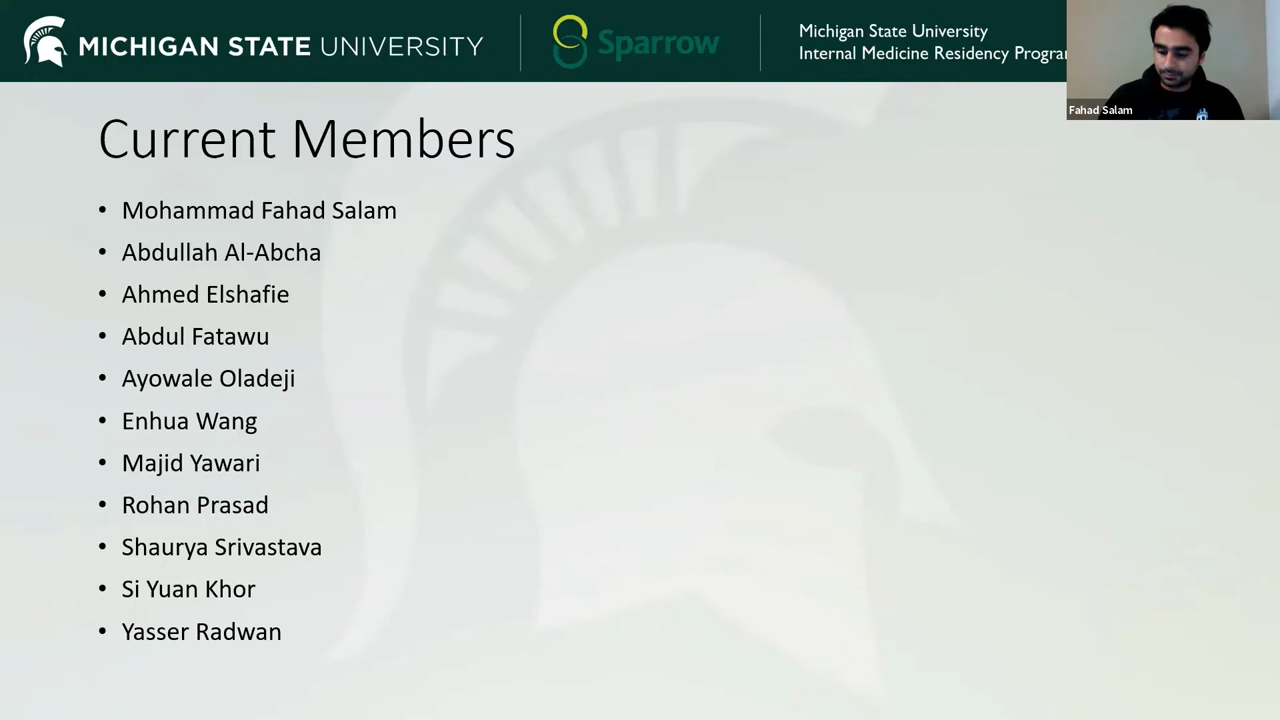 MICHIGAN STATE UNIVERSITY
Sparrow
Michigan State University
Internal Medicine Residency
Fahad Salam
Current Members
• Mohammad Fahad Salam
• Abdullah Al-Abcha
• Ahmed Elshafie
• Abdul Fatawu
• Ayowale Oladeji
• Enhua Wang
• Majid Yawari
• Rohan Prasad
• Shaurya Srivastava
• Si Yuan Khor
• Yasser Radwan